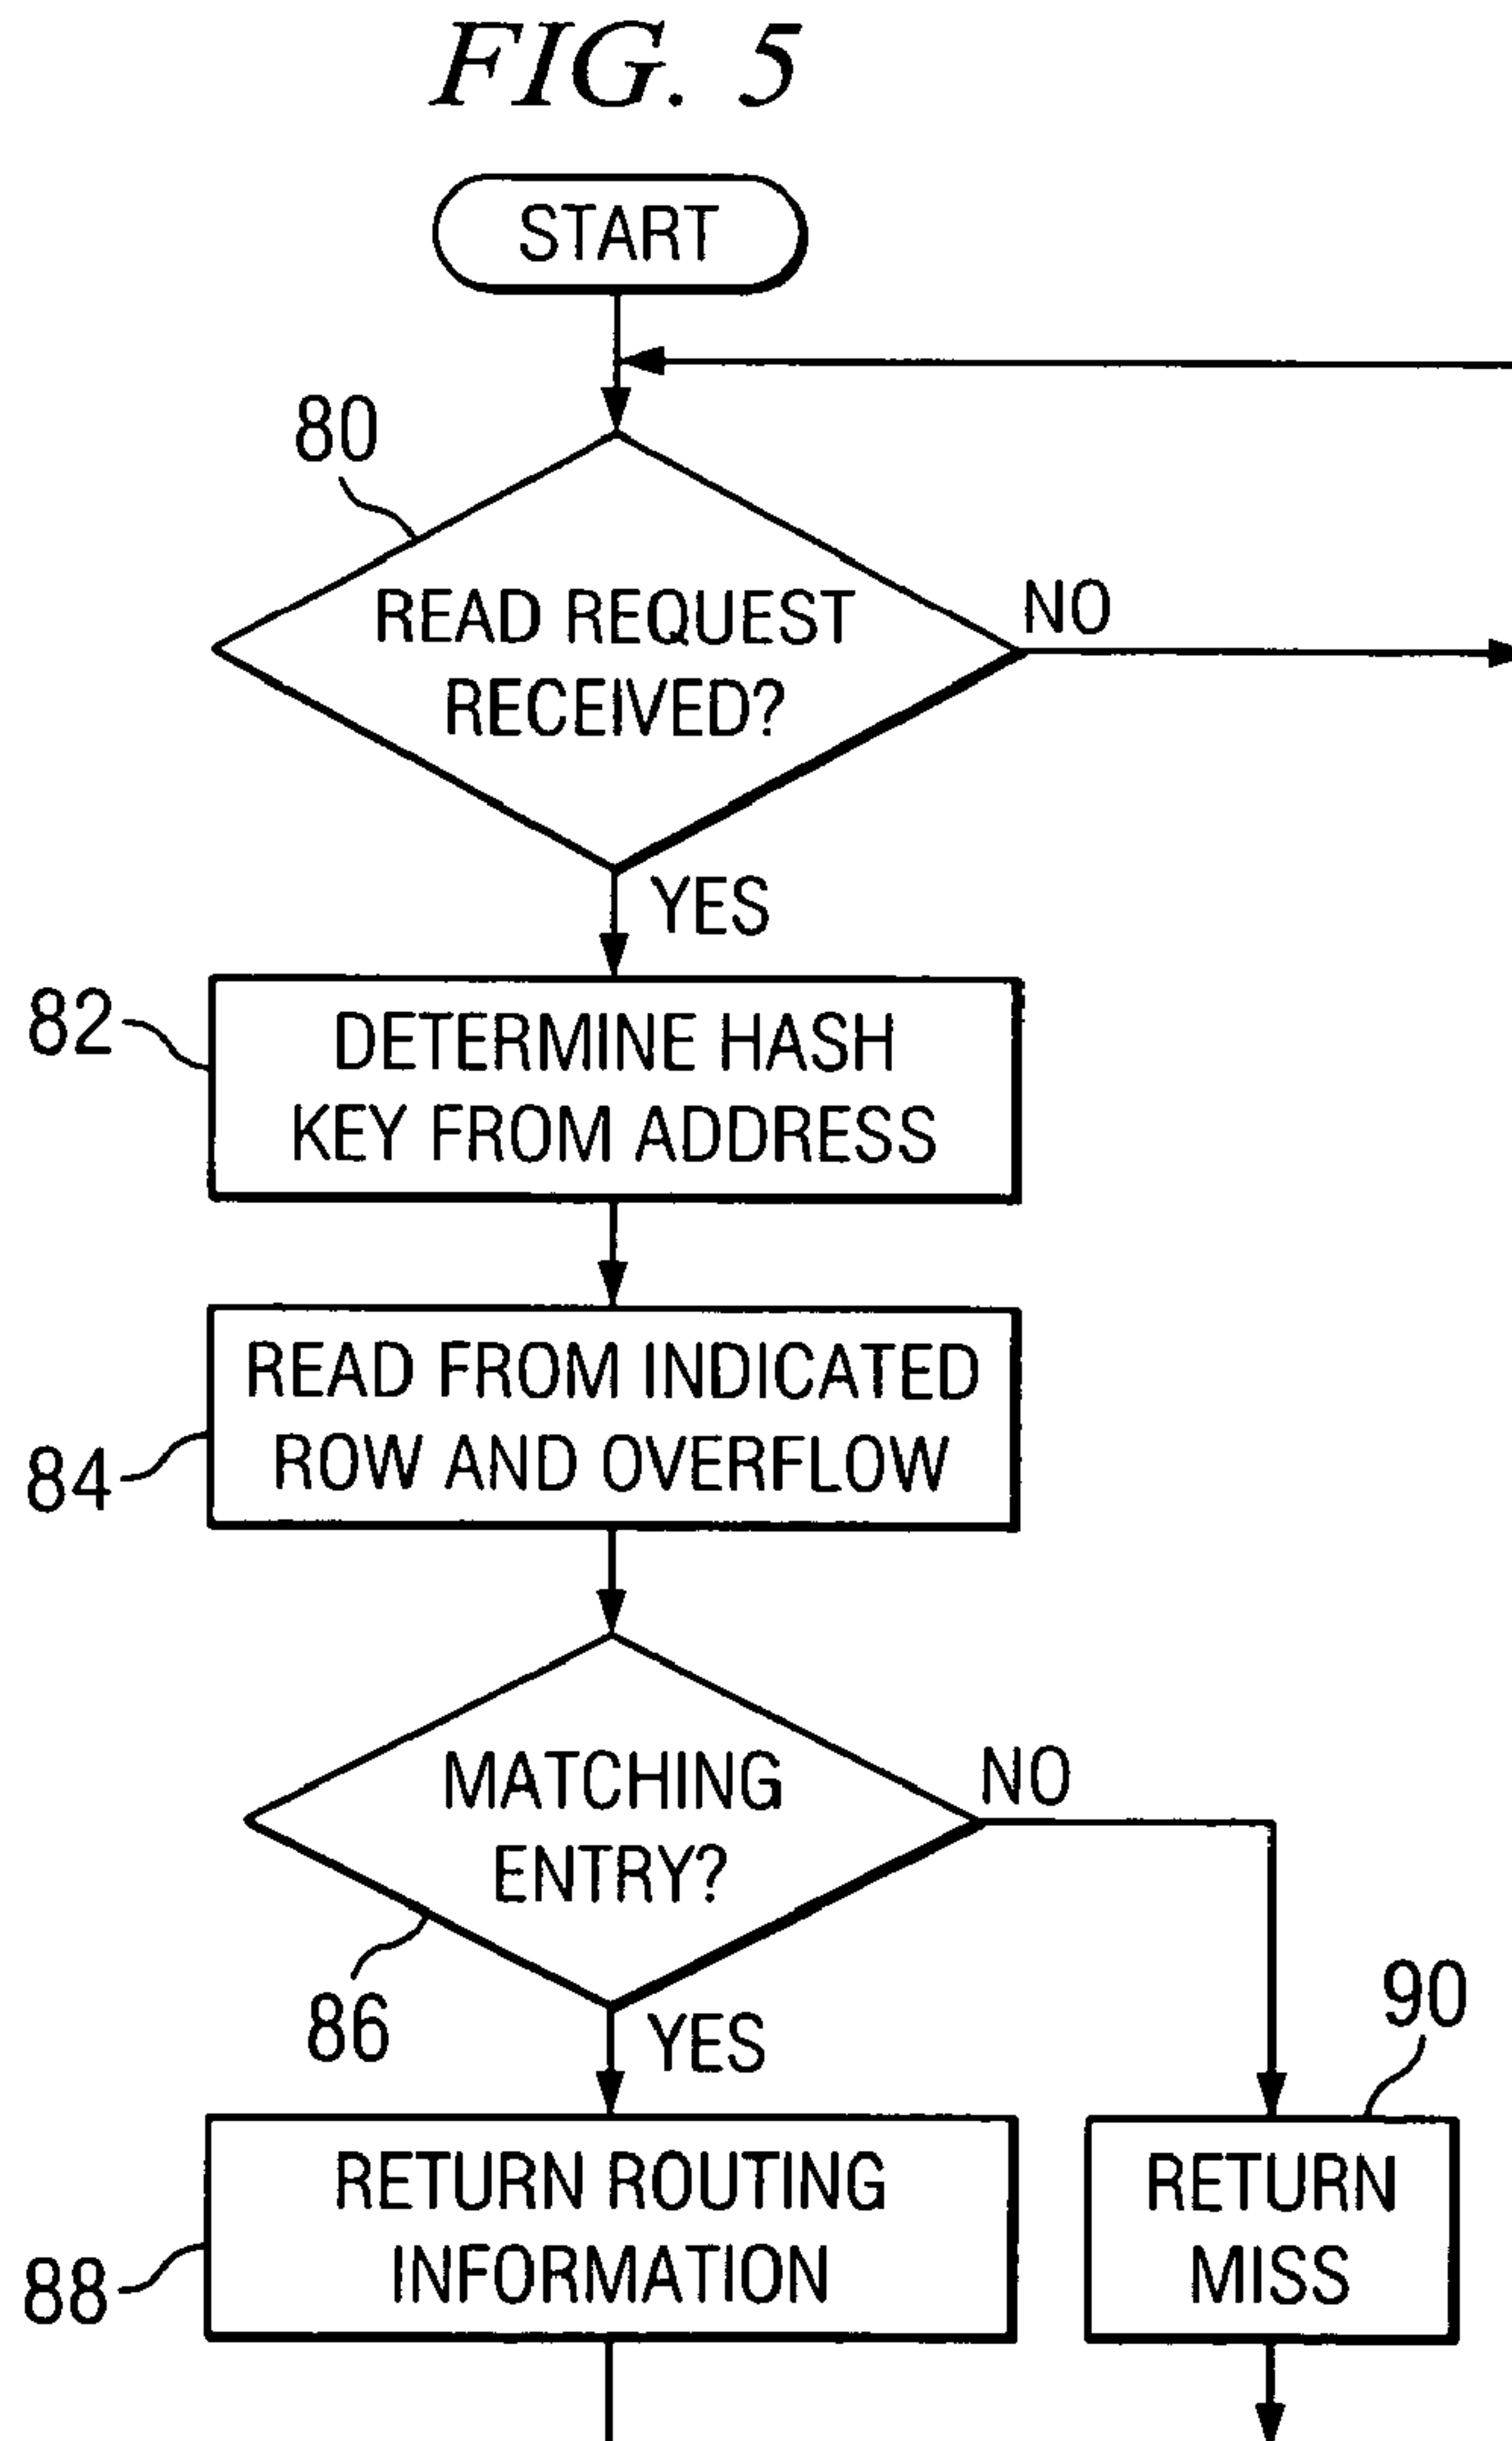 FIG. 5
START
80
READ REQUEST
RECEIVED?
NO
YES
82
DETERMINE HASH
KEY FROM ADDRESS
READ FROM INDICATED
ROW AND OVERFLOW
84
MATCHING
ENTRY?
NO
86
YES
90
RETURN ROUTING
INFORMATION
88
RETURN
MISS